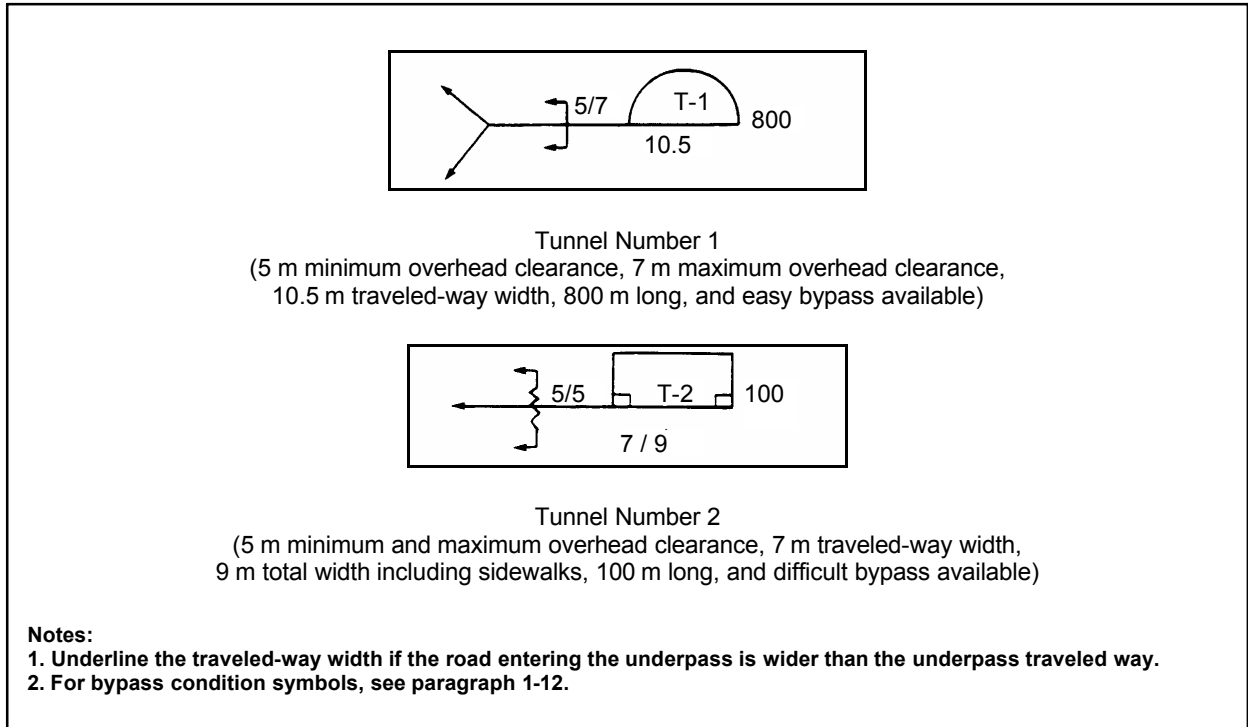 5/7
T-1
800
10.5
Tunnel Number 1
(5 m minimum overhead clearance, 7 m maximum overhead clearance,
10.5 m traveled-way width, 800 m long, and easy bypass available)
5/5
T-2
100
7 / 9
Tunnel Number 2
(5 m minimum and maximum overhead clearance, 7 m traveled-way width,
9 m total width including sidewalks, 100 m long, and difficult bypass available)
Notes:
1. Underline the traveled-way width if the road entering the underpass is wider than the underpass traveled way.
2. For bypass condition symbols, see paragraph 1-12.